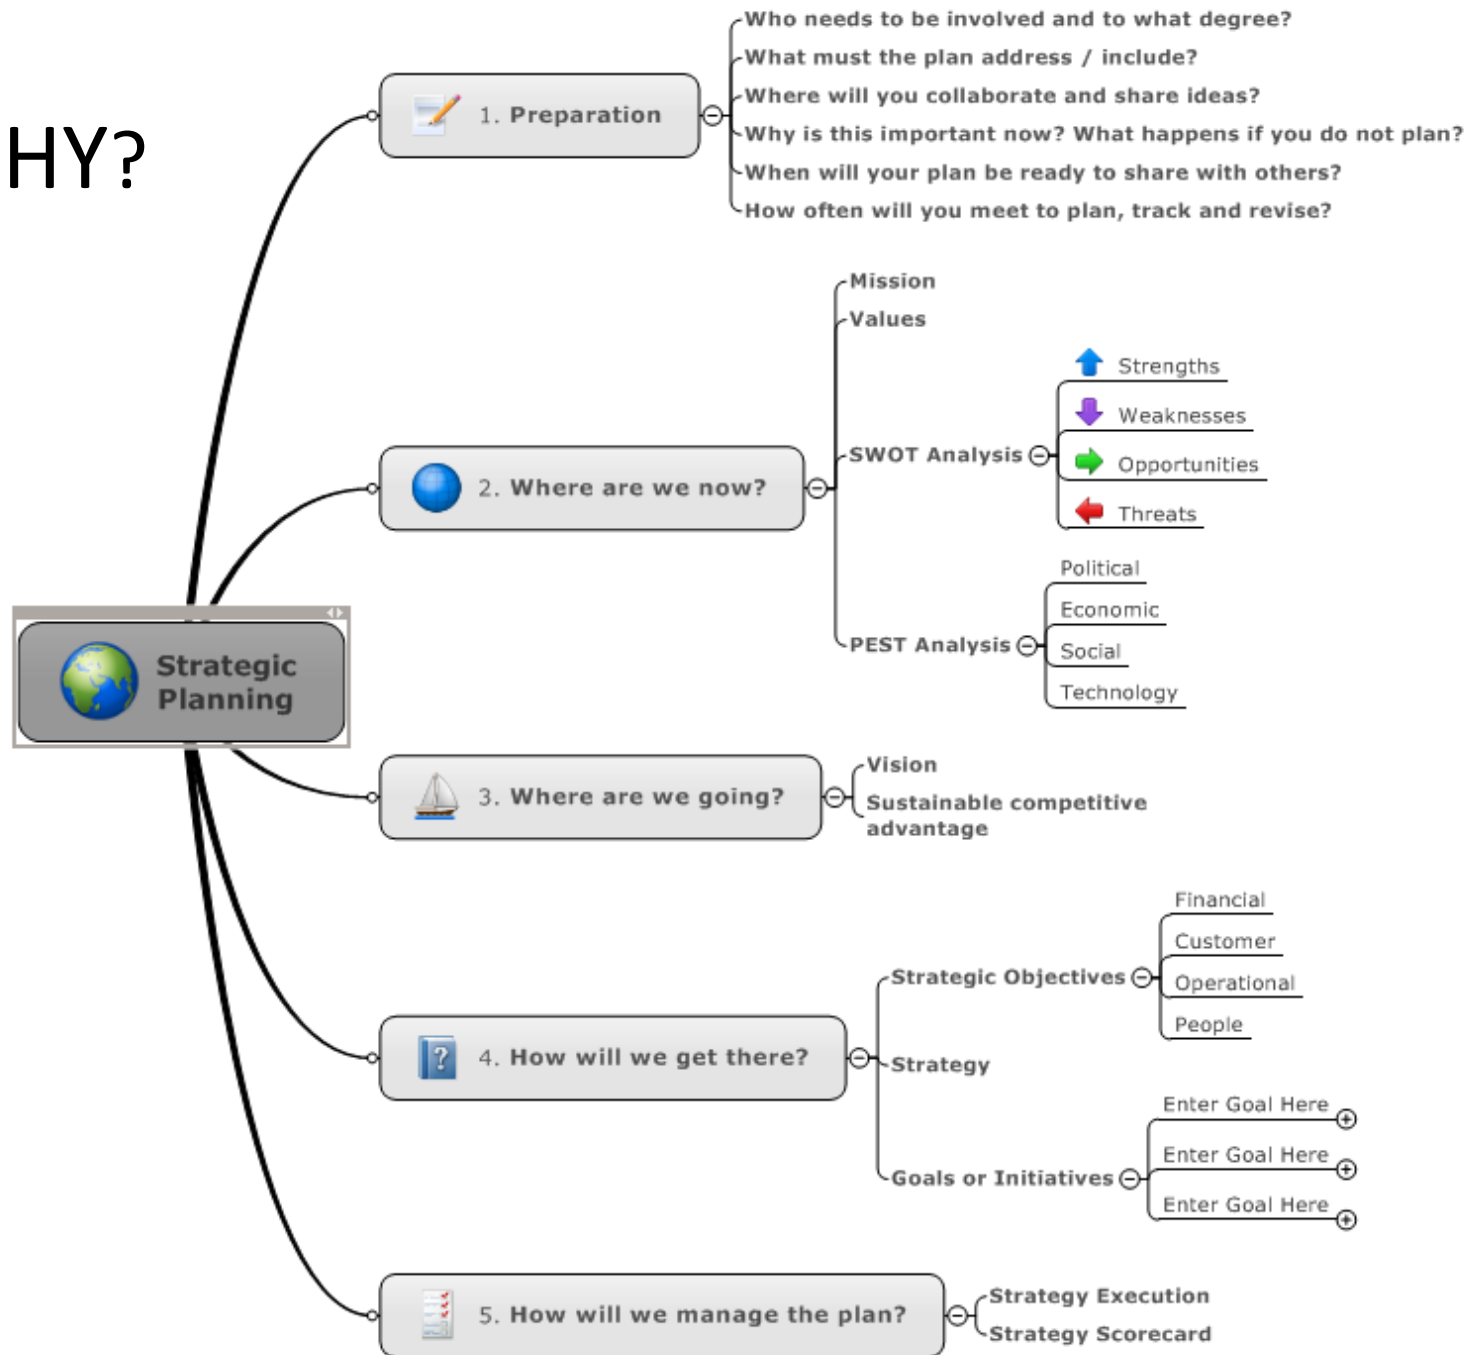 HY?
Strategic
Planning
1. Preparation
Who needs to be involved and to what degree?
What must the plan address / include?
Where will you collaborate and share ideas?
Why is this important now? What happens if you do not plan?
When will your plan be ready to share with others?
How often will you meet to plan, track and revise?
2. Where are we now?
Mission
Values
SWOT Analysis
Strengths
Weaknesses
Opportunities
Threats
PEST Analysis
Political
Economic
Social
Technology
3. Where are we going?
Vision
Sustainable competitive
advantage
4. How will we get there?
Strategic Objectives
Financial
Customer
Operational
People
Strategy
Goals or Initiatives
Enter Goal Here
Enter Goal Here
Enter Goal Here
5. How will we manage the plan?
Strategy Execution
Strategy Scorecard